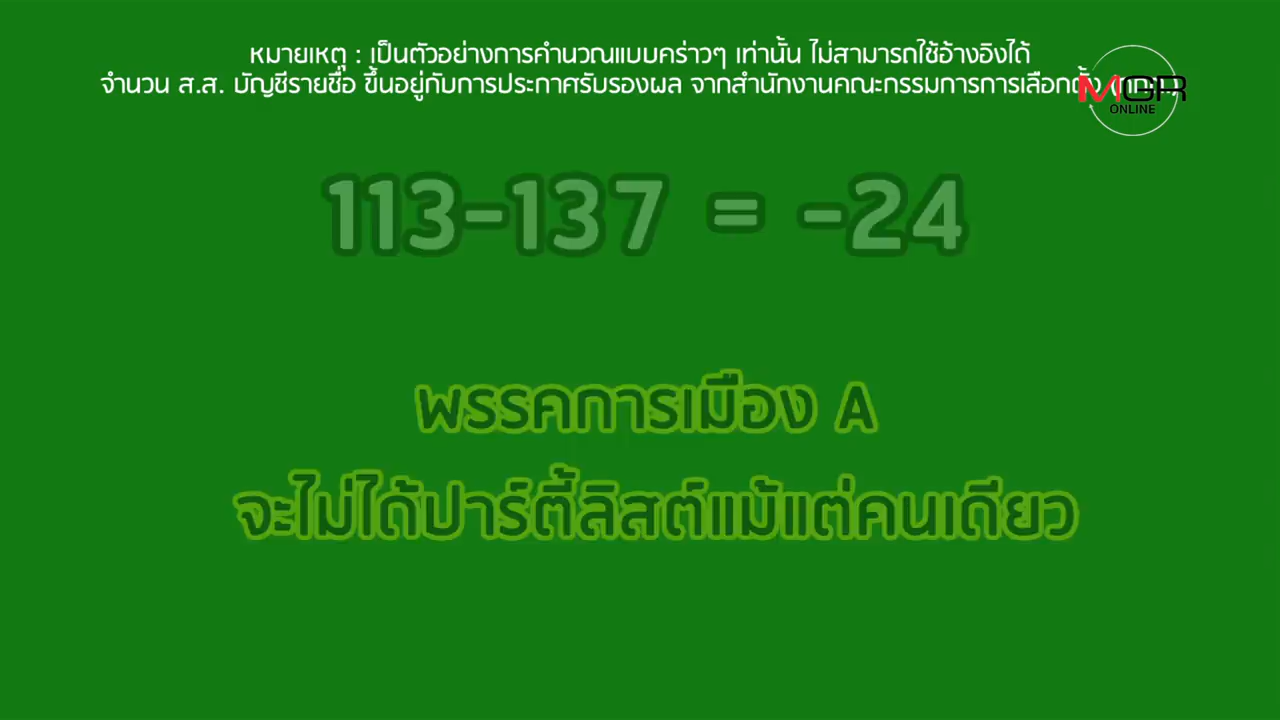 หมายเหตุ : เป็นตัวอย่างการคำนวณแบบคร่าวๆ เท่านั้น ไม่สามารถใช้อ้างอิงได้
จำนวน ส.ส. บัญชีรายชื่อ ขึ้นอยู่กับการประกาศรับรองผล จากสำนักงานคณะกรรมการการเลือกตั้ง
MGR
ONLINE
113-137 = -24
พรรคการเมือง A
จะไม่ได้ปาร์ตี้ลิสต์แม้แต่คนเดียว